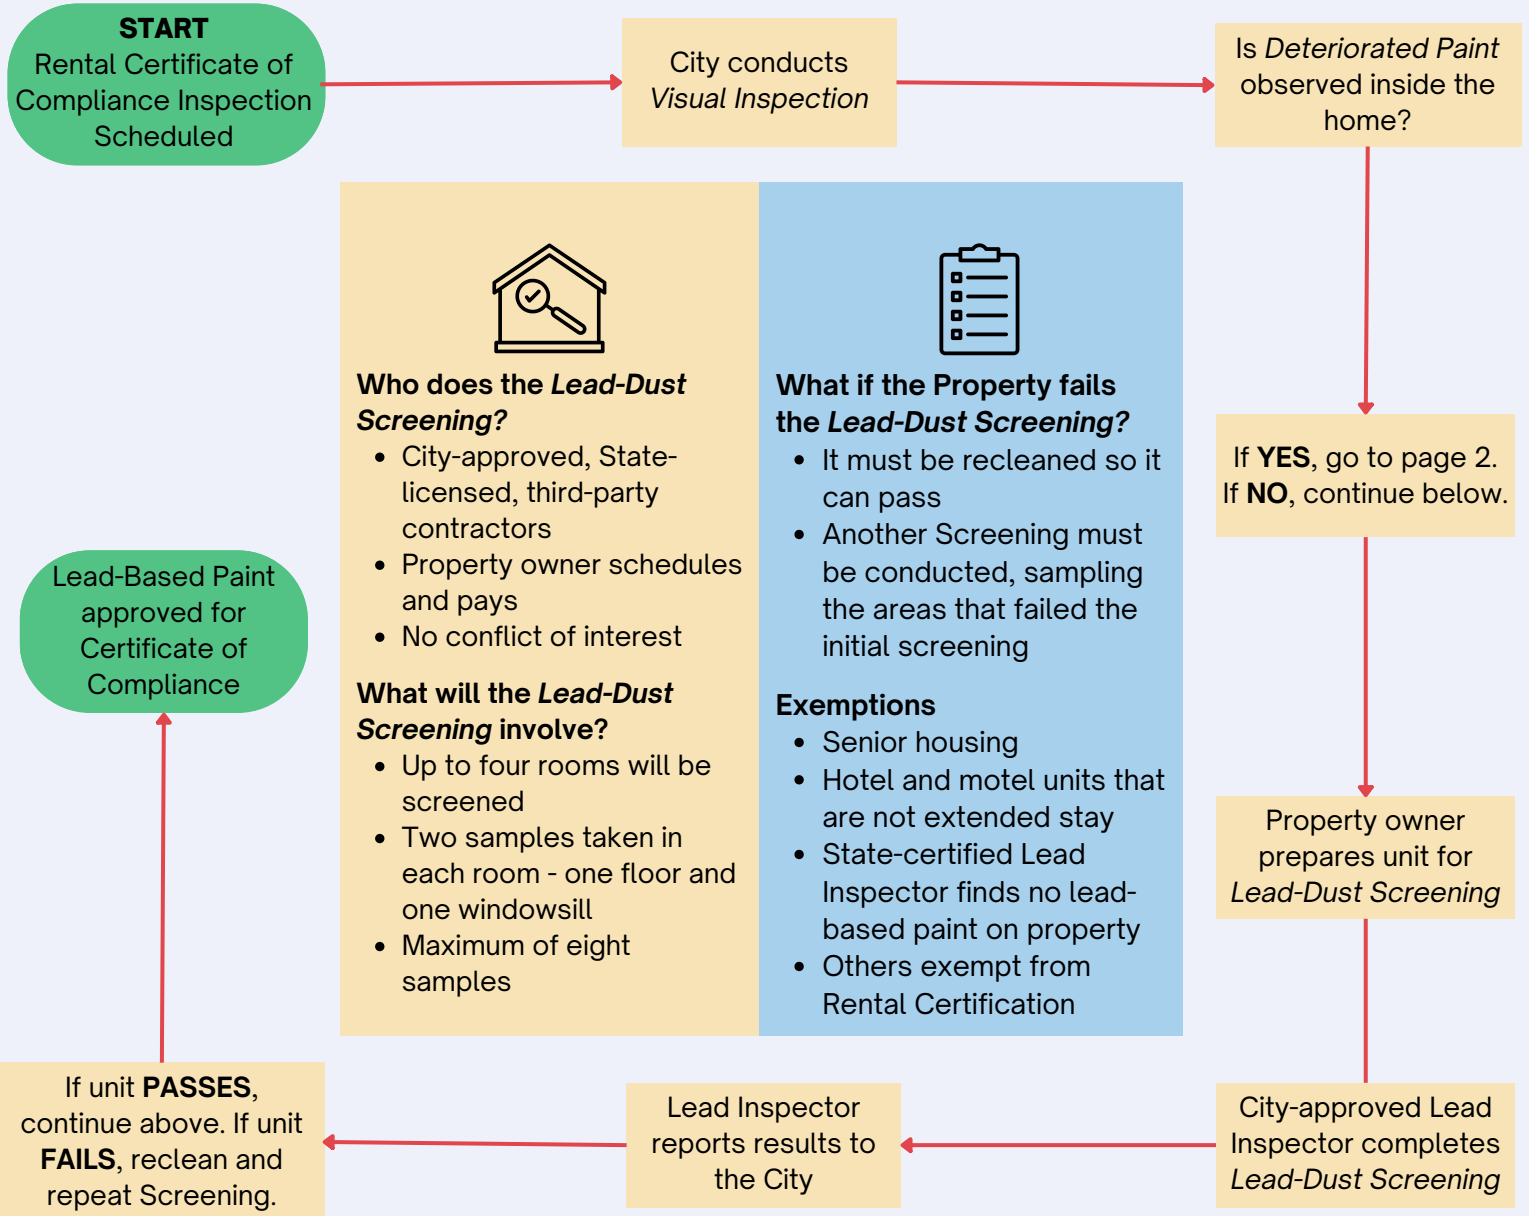 START
Rental Certificate of
Compliance Inspection
Scheduled
City conducts
Visual Inspection
Is Deteriorated Paint
observed inside the
home?
If YES, go to page 2.
If NO, continue below.
Property owner
prepares unit for
Lead-Dust Screening
City-approved Lead
Inspector completes
Lead-Dust Screening
Lead Inspector
reports results to
the City
If unit PASSES,
continue above. If unit
FAILS, reclean and
repeat Screening.
Lead-Based Paint
approved for
Certificate of
Compliance
Who does the Lead-Dust
Screening?
• City-approved, State-
licensed, third-party
contractors
• Property owner schedules
and pays
• No conflict of interest
What will the Lead-Dust
Screening involve?
• Up to four rooms will be
screened
• Two samples taken in
each room - one floor and
one windowsill
• Maximum of eight
samples
What if the Property fails
the Lead-Dust Screening?
• It must be recleaned so it
can pass
• Another Screening must
be conducted, sampling
the areas that failed the
initial screening
Exemptions
• Senior housing
• Hotel and motel units that
are not extended stay
• State-certified Lead
Inspector finds no lead-
based paint on property
• Others exempt from
Rental Certification